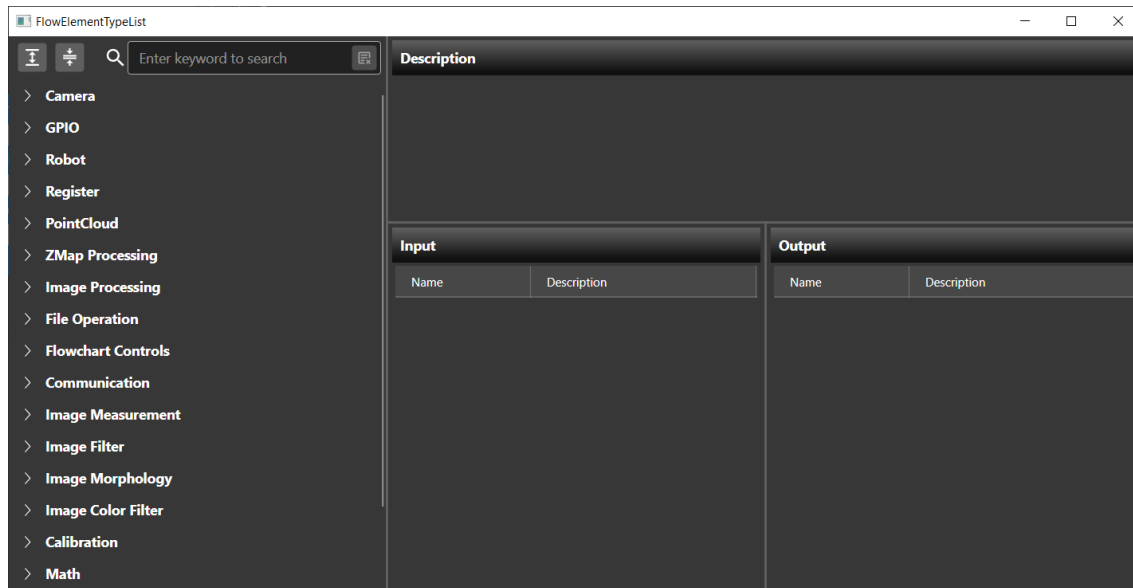 FlowElementTypeList
Enter keyword to search
Camera
GPIO
Robot
Register
PointCloud
ZMap Processing
Image Processing
File Operation
Flowchart Controls
Communication
Image Measurement
Image Filter
Image Morphology
Image Color Filter
Calibration
Math
Description
Input
Name Description
Output
Name Description